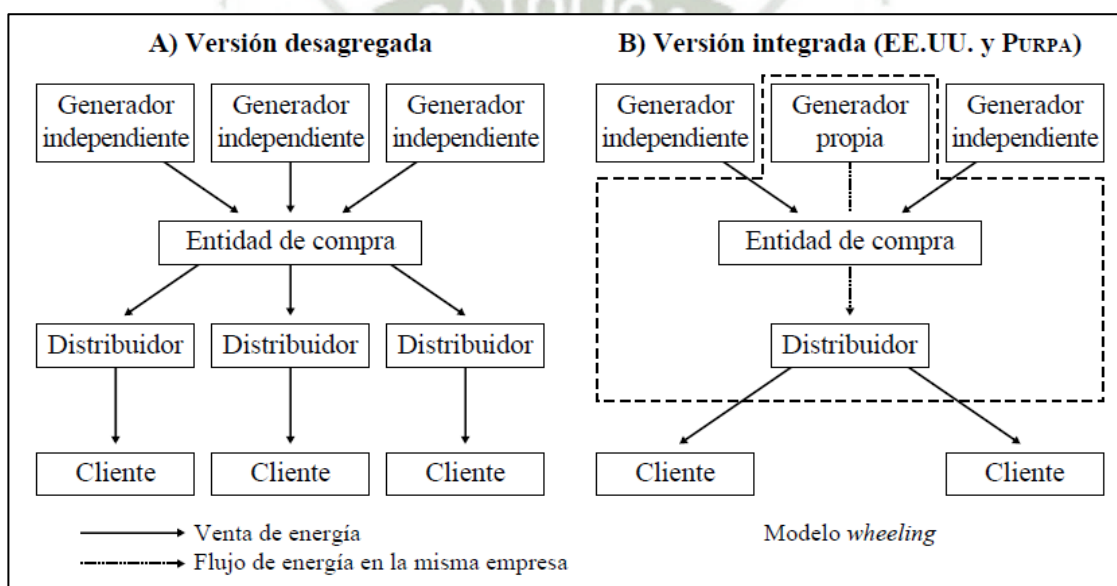 A) Versión desagregada
Generador independiente
Generador independiente
Generador independiente
Entidad de compra
Distribuidor
Distribuidor
Distribuidor
Cliente
Cliente
Cliente
Venta de energía
Flujo de energía en la misma empresa
B) Versión integrada (EE.UU. y PURPA)
Generador independiente
Generador propia
Generador independiente
Entidad de compra
Distribuidor
Cliente
Cliente
Modelo wheeling